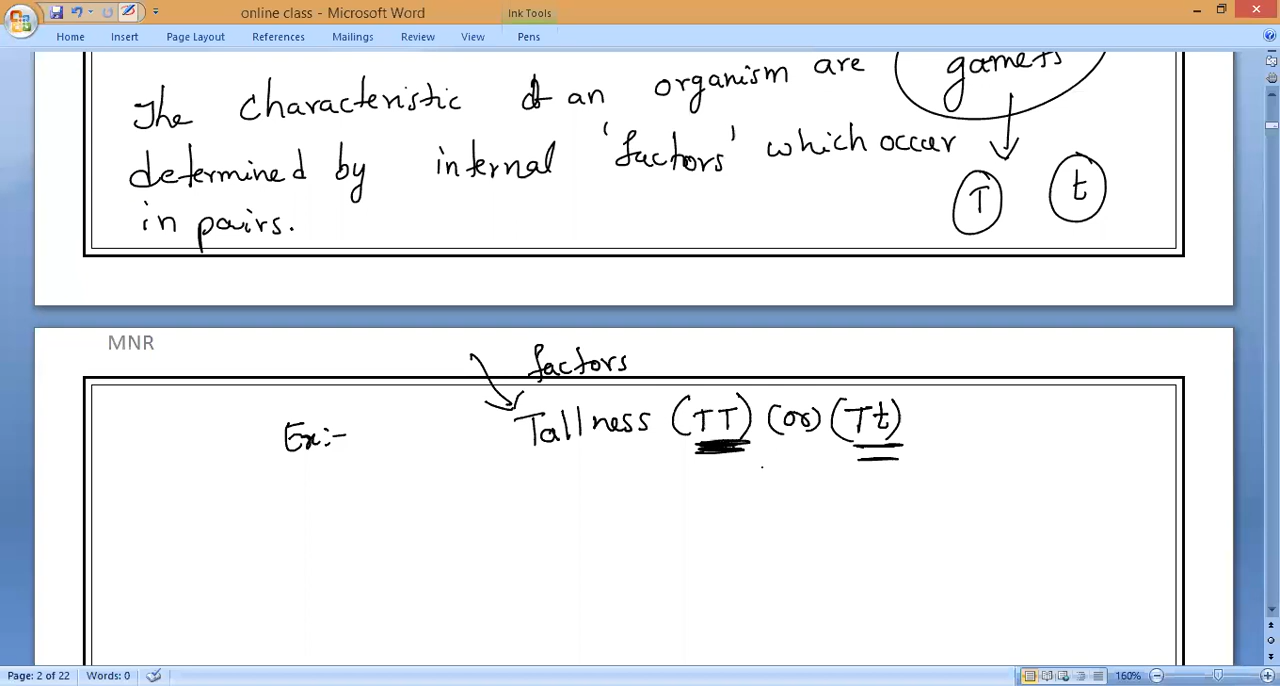 online class - Microsoft Word
Ink Tools
Home Insert Page Layout References Mailings Review View Pens
The characteristic of an organism are
gamets
determined by internal 'factors' which occur
in pairs.
T t
MNR
factors
Ex:- Tallness (TT) (or) (Tt)
Page: 2 of 22 Words: 0 160%